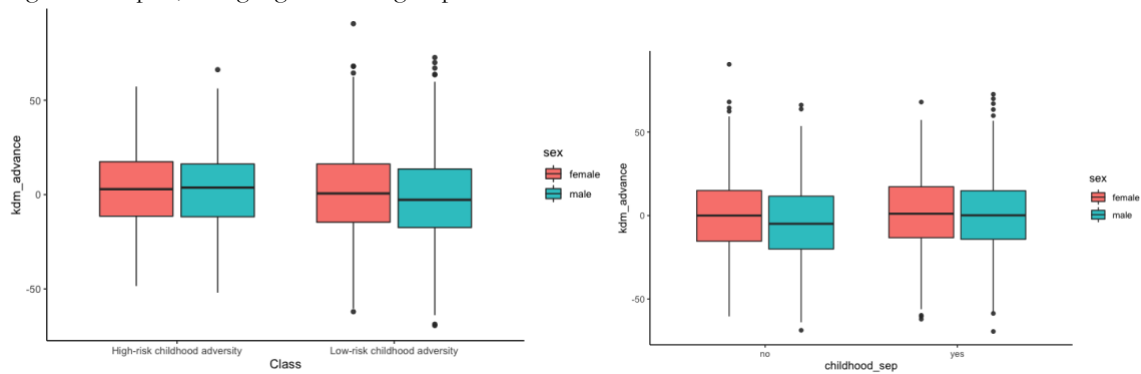 50
0
-50
kdm_advance
High-risk childhood adversity
Low-risk childhood adversity
Class
sex
female
male
50
0
-50
kdm_advance
no
yes
childhood_sep
sex
female
male